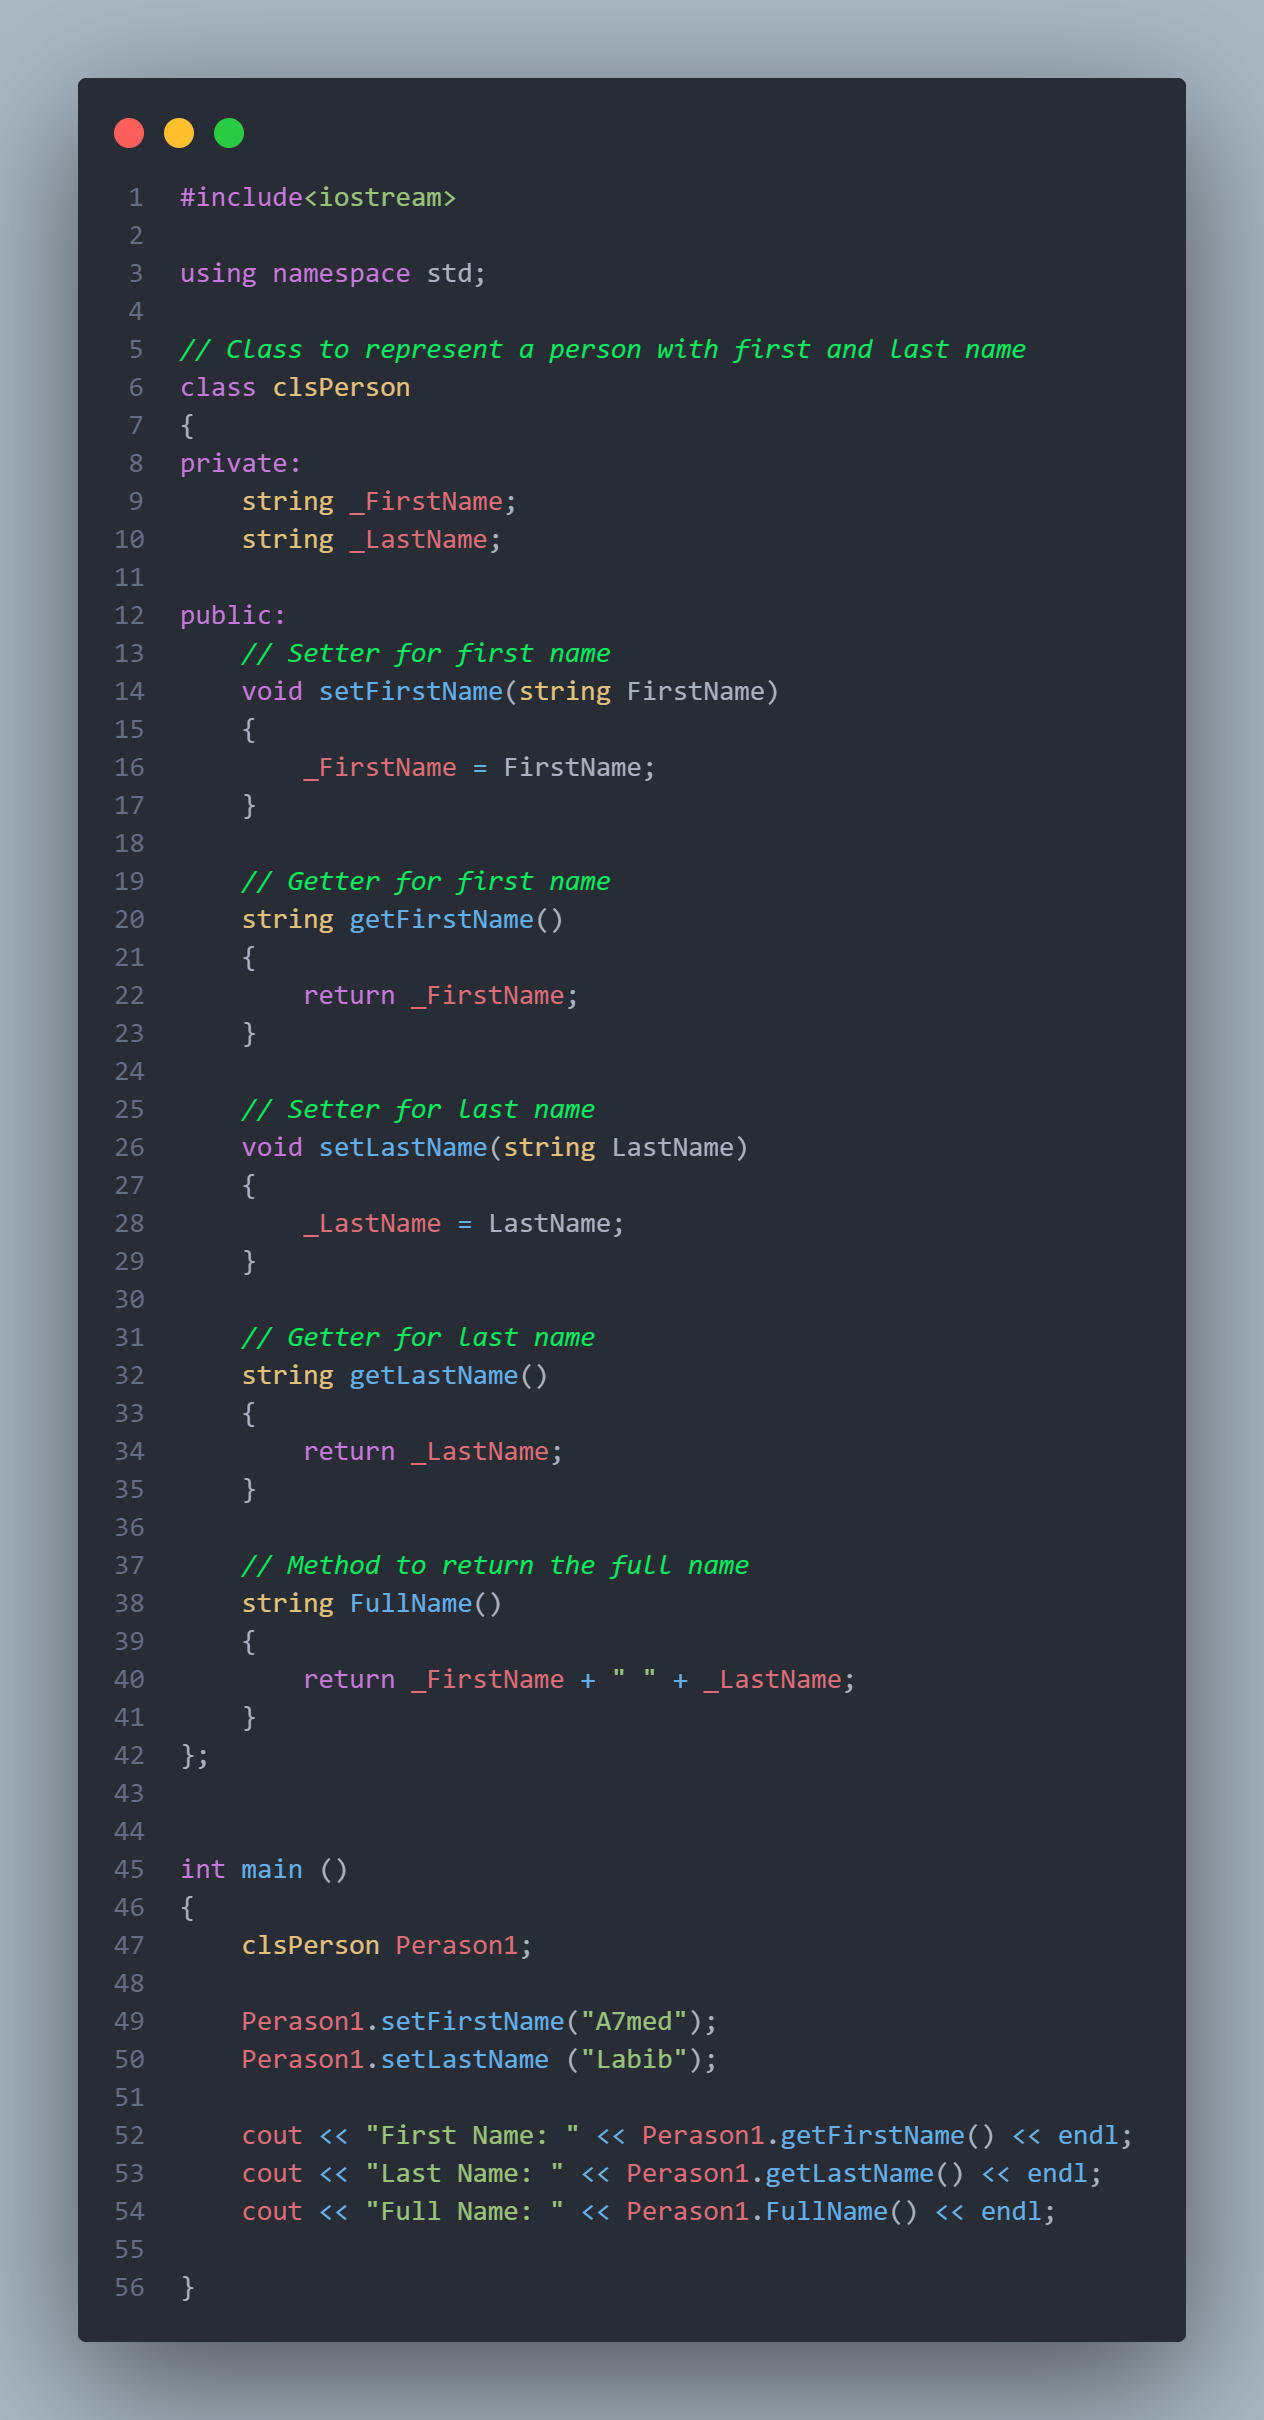 1 #include<iostream>
2
3 using namespace std;
4
5 // Class to represent a person with first and last name
6 class clsPerson
7 {
8 private:
9     string _FirstName;
10     string _LastName;
11
12 public:
13     // Setter for first name
14     void setFirstName(string FirstName)
15     {
16         _FirstName = FirstName;
17     }
18
19     // Getter for first name
20     string getFirstName()
21     {
22         return _FirstName;
23     }
24
25     // Setter for last name
26     void setLastName(string LastName)
27     {
28         _LastName = LastName;
29     }
30
31     // Getter for last name
32     string getLastName()
33     {
34         return _LastName;
35     }
36
37     // Method to return the full name
38     string FullName()
39     {
40         return _FirstName + " " + _LastName;
41     }
42 };
43
44
45 int main ()
46 {
47     clsPerson Perason1;
48
49     Perason1.setFirstName("A7med");
50     Perason1.setLastName ("Labib");
51
52     cout << "First Name: " << Perason1.getFirstName() << endl;
53     cout << "Last Name: " << Perason1.getLastName() << endl;
54     cout << "Full Name: " << Perason1.FullName() << endl;
55
56 }